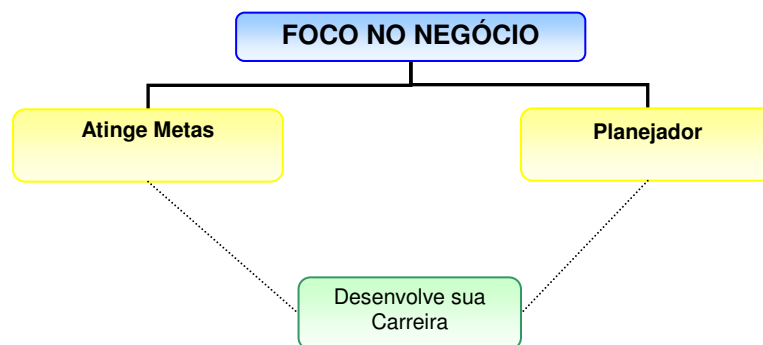 FOCO NO NEGÓCIO
Atinge Metas
Planejador
Desenvolve sua
Carreira